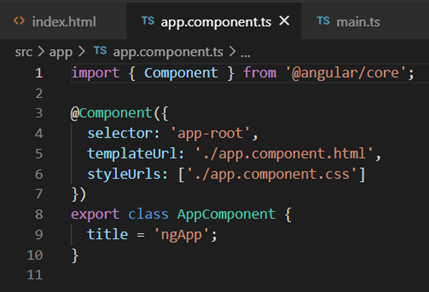 index.html TS app.component.ts × TS main.ts
src > app > TS app.component.ts > ...
1 import { Component } from '@angular/core';
2
3 @Component({
4   selector: 'app-root',
5   templateUrl: './app.component.html',
6   styleUrls: ['./app.component.css']
7 })
8 export class AppComponent {
9   title = 'ngApp';
10 }
11